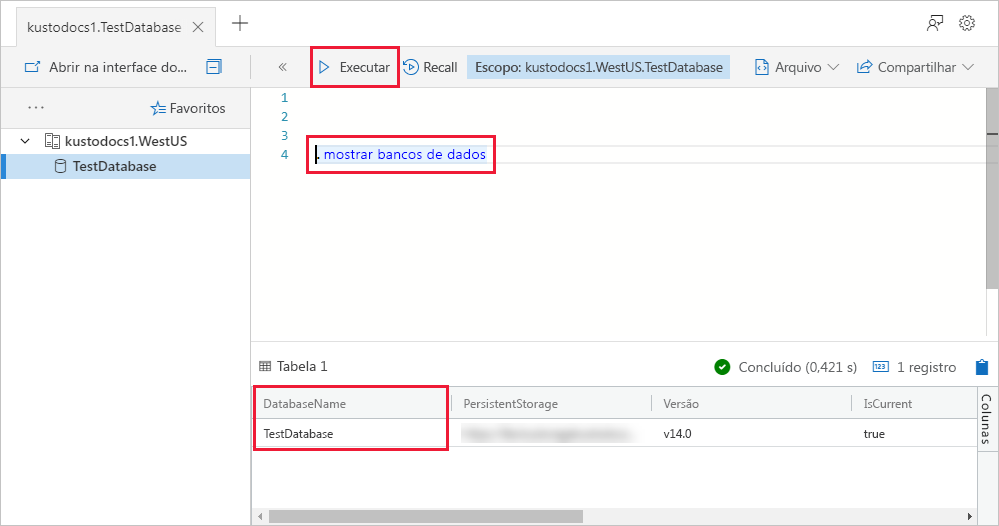 kustodocs1.TestDatabase
Abrir na interface do...
Executar
Recall
Escopo: kustodocs1.WestUS.TestDatabase
Arquivo
Compartilhar
...
Favoritos
kustodocs1.WestUS
TestDatabase
1
2
3
4 . mostrar bancos de dados
Tabela 1
Concluído (0,421 s)
123
1 registro
DatabaseName PersistentStorage Versão IsCurrent
TestDatabase v14.0 true
Colunas